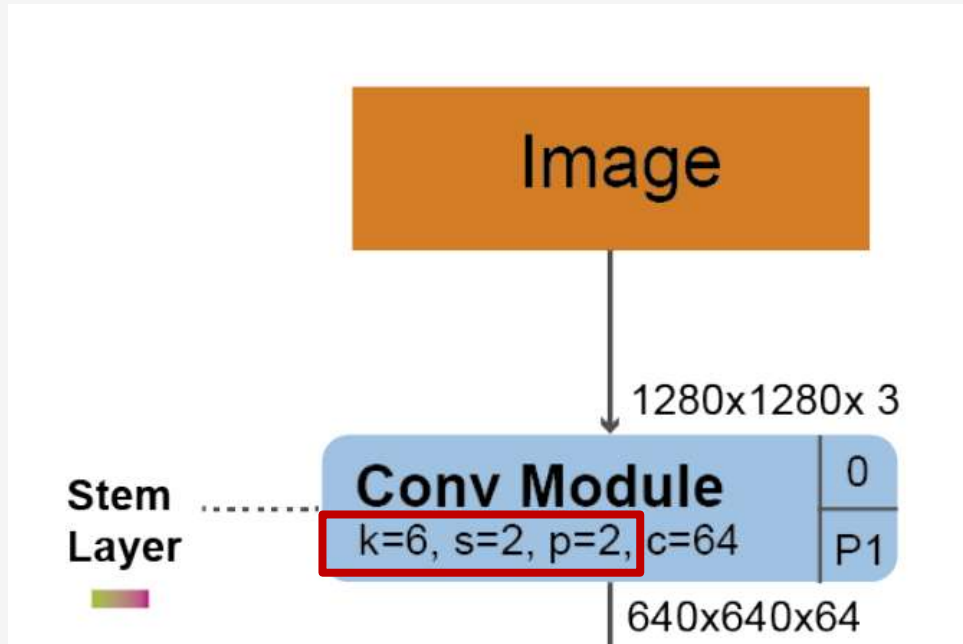 Image
1280x1280x 3
Conv Module
k=6, s=2, p=2, c=64
0
P1
Stem
Layer
640x640x64